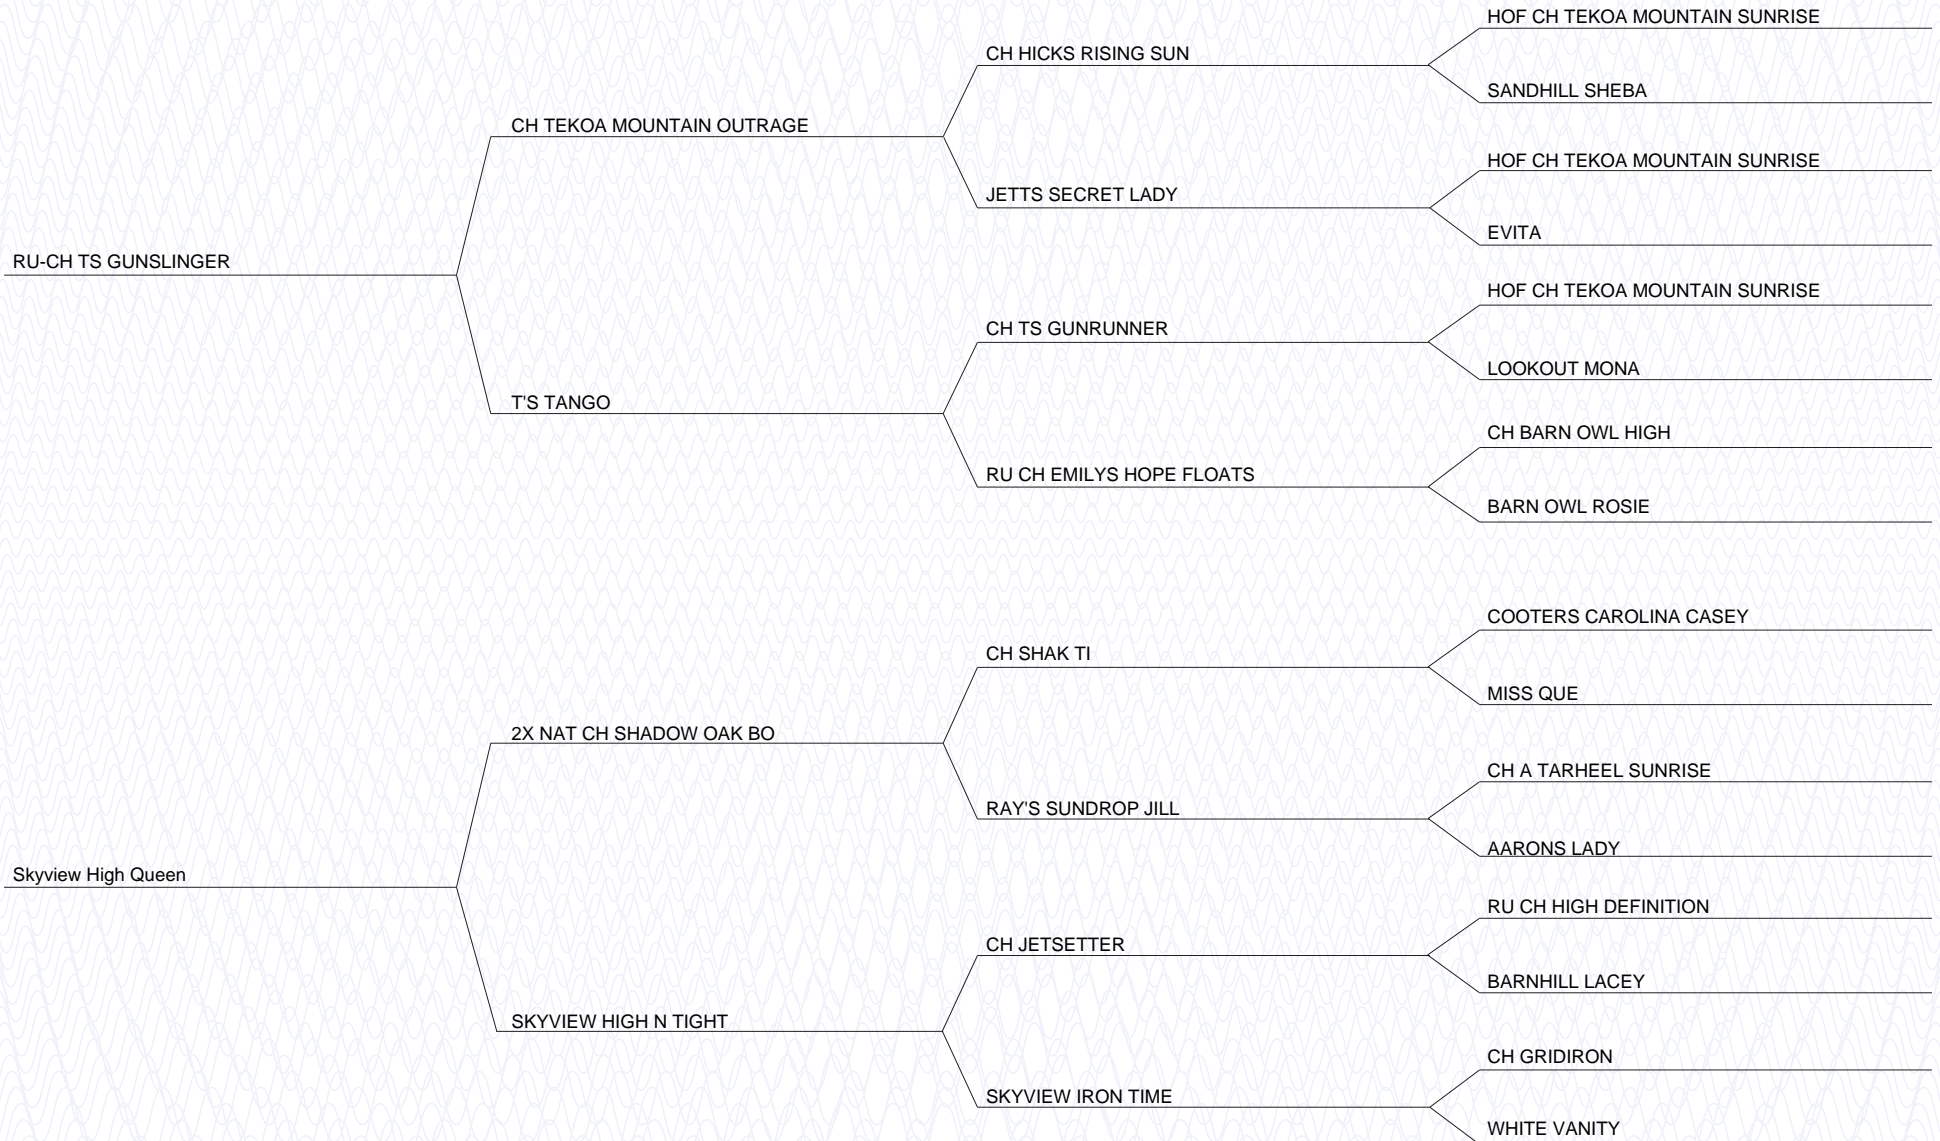 HOF CH TEKOA MOUNTAIN SUNRISE
CH HICKS RISING SUN
SANDHILL SHEBA
CH TEKOA MOUNTAIN OUTRAGE
HOF CH TEKOA MOUNTAIN SUNRISE
JETTS SECRET LADY
EVITA
RU-CH TS GUNSLINGER
HOF CH TEKOA MOUNTAIN SUNRISE
CH TS GUNRUNNER
LOOKOUT MONA
T'S TANGO
CH BARN OWL HIGH
RU CH EMILYS HOPE FLOATS
BARN OWL ROSIE
COOTERS CAROLINA CASEY
CH SHAK TI
MISS QUE
2X NAT CH SHADOW OAK BO
CH A TARHEEL SUNRISE
RAY'S SUNDROP JILL
AARONS LADY
Skyview High Queen
RU CH HIGH DEFINITION
CH JETSETTER
BARNHILL LACEY
SKYVIEW HIGH N TIGHT
CH GRIDIRON
SKYVIEW IRON TIME
WHITE VANITY